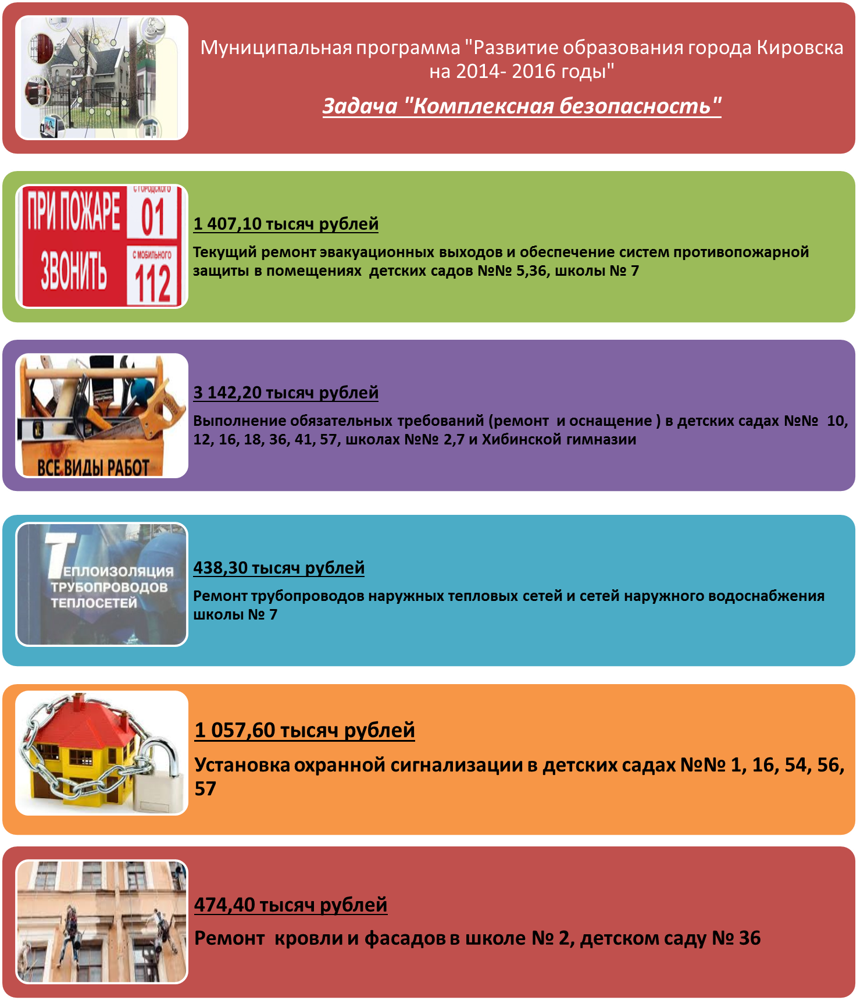 Муниципальная программа "Развитие образования города Кировска
на 2014- 2016 годы"
Задача "Комплексная безопасность"
ПРИ ПОЖАРЕ
ЗВОНИТЬ
С ГОРОДСКОГО
01
С МОБИЛЬНОГО
112
1 407,10 тысяч рублей
Текущий ремонт эвакуационных выходов и обеспечение систем противопожарной
защиты в помещениях детских садов №№ 5,36, школы № 7
ВСЕ ВИДЫ РАБОТ
3 142,20 тысяч рублей
Выполнение обязательных требований (ремонт и оснащение ) в детских садах №№ 10,
12, 16, 18, 36, 41, 57, школах №№ 2,7 и Хибинской гимназии
ТЕПЛОИЗОЛЯЦИЯ
ТРУБОПРОВОДОВ
ТЕПЛОСЕТЕЙ
438,30 тысяч рублей
Ремонт трубопроводов наружных тепловых сетей и сетей наружного водоснабжения
школы № 7
1 057,60 тысяч рублей
Установка охранной сигнализации в детских садах №№ 1, 16, 54, 56,
57
474,40 тысяч рублей
Ремонт кровли и фасадов в школе № 2, детском саду № 36